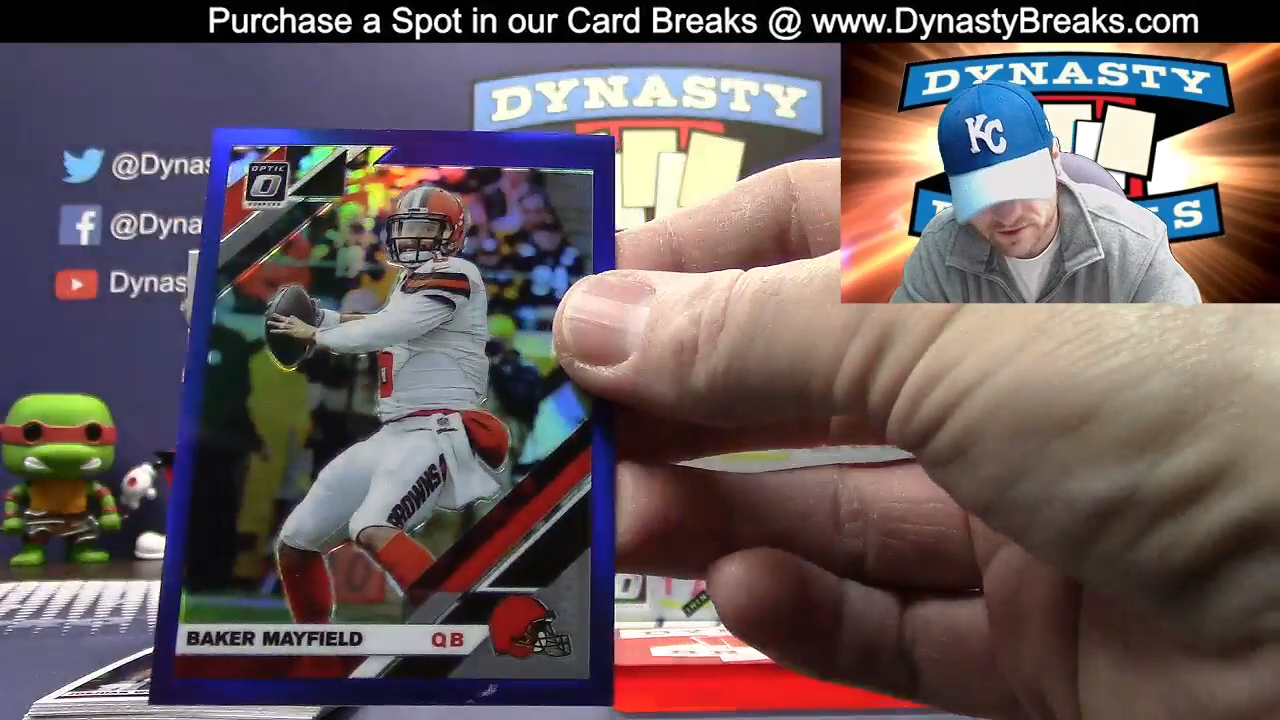 Purchase a Spot in our Card Breaks @ www.DynastyBreaks.com
DYNASTY
DYNASTY
KC
S
@Dynas
@Dyna
Dynas
OPTIC
DONRUSS
BROWNS
BAKER MAYFIELD QB